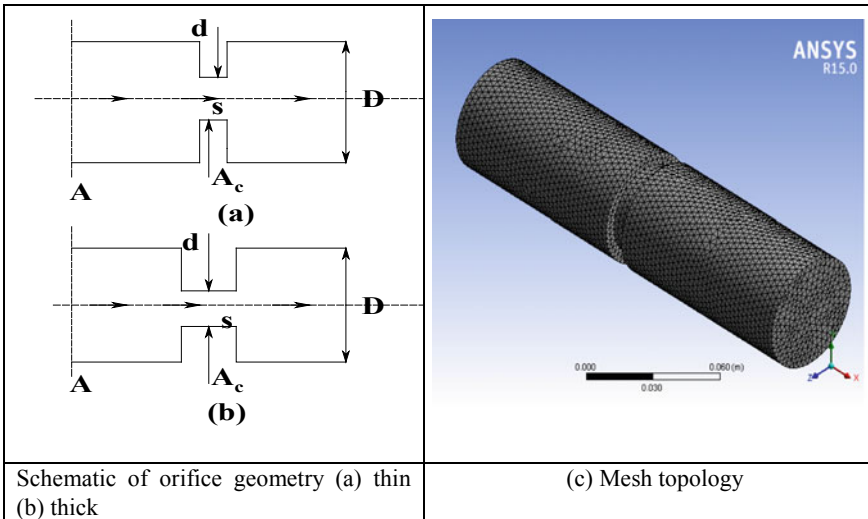 d
D
s
A
Ac
(a)
d
D
s
A
Ac
(b)
ANSYS
R15.0
0.000
0.060 (m)
0.030
Y
X
Z
Schematic of orifice geometry (a) thin
(b) thick
(c) Mesh topology